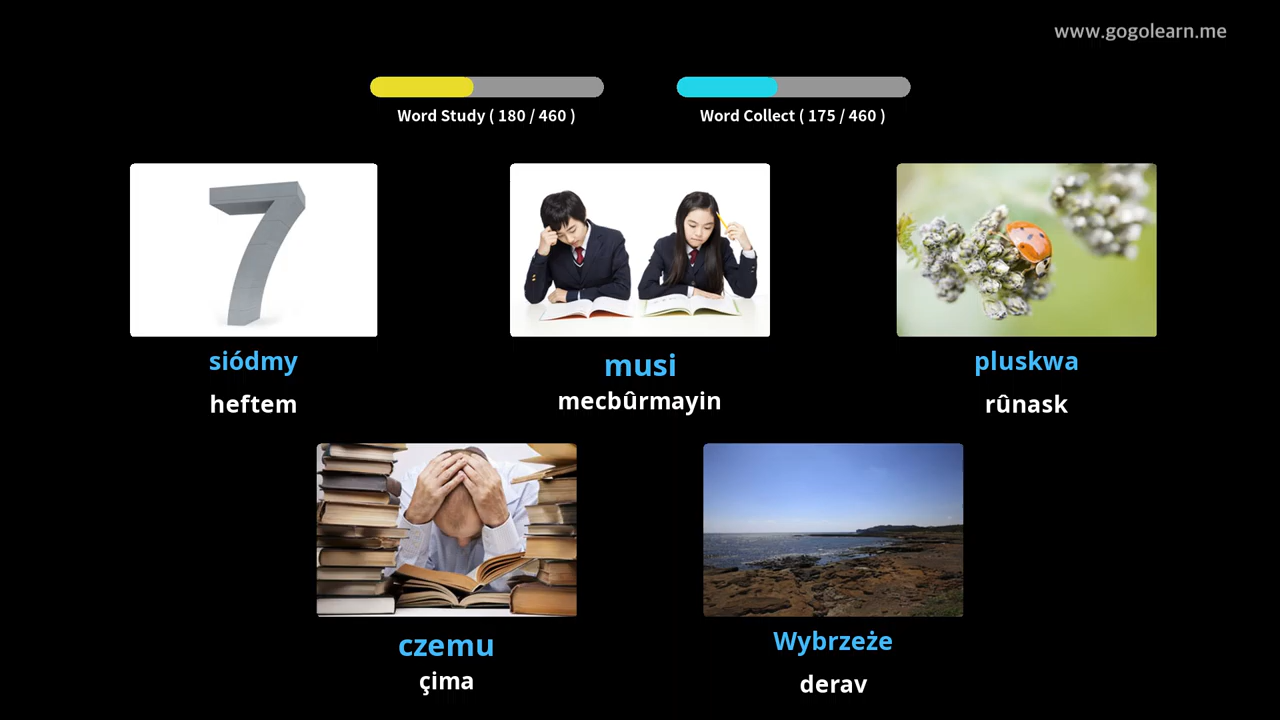 www.gogolearn.me
Word Study ( 180 / 460 )
Word Collect ( 175 / 460 )
siódmy
heftem
musi
mecbûrmayin
pluskwa
rûnask
czemu
çima
Wybrzeże
derav